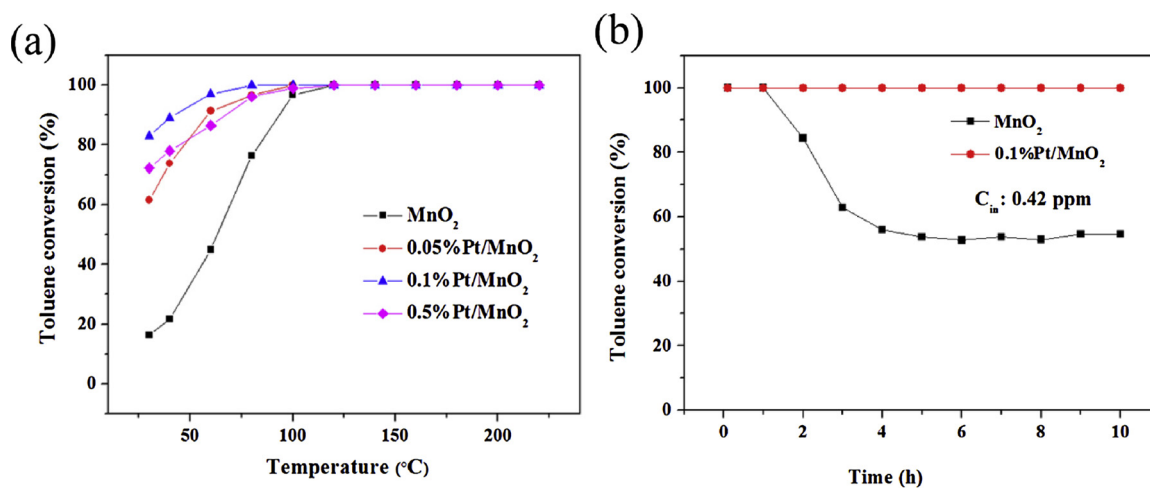 (a)
100
80
60
40
20
0
Toluene conversion (%)
MnO2
0.05%Pt/MnO2
0.1%Pt/MnO2
0.5%Pt/MnO2
50
100
150
200
Temperature (°C)
(b)
100
80
60
40
20
0
Toluene conversion (%)
MnO2
0.1%Pt/MnO2
Cin: 0.42 ppm
0
2
4
6
8
10
Time (h)